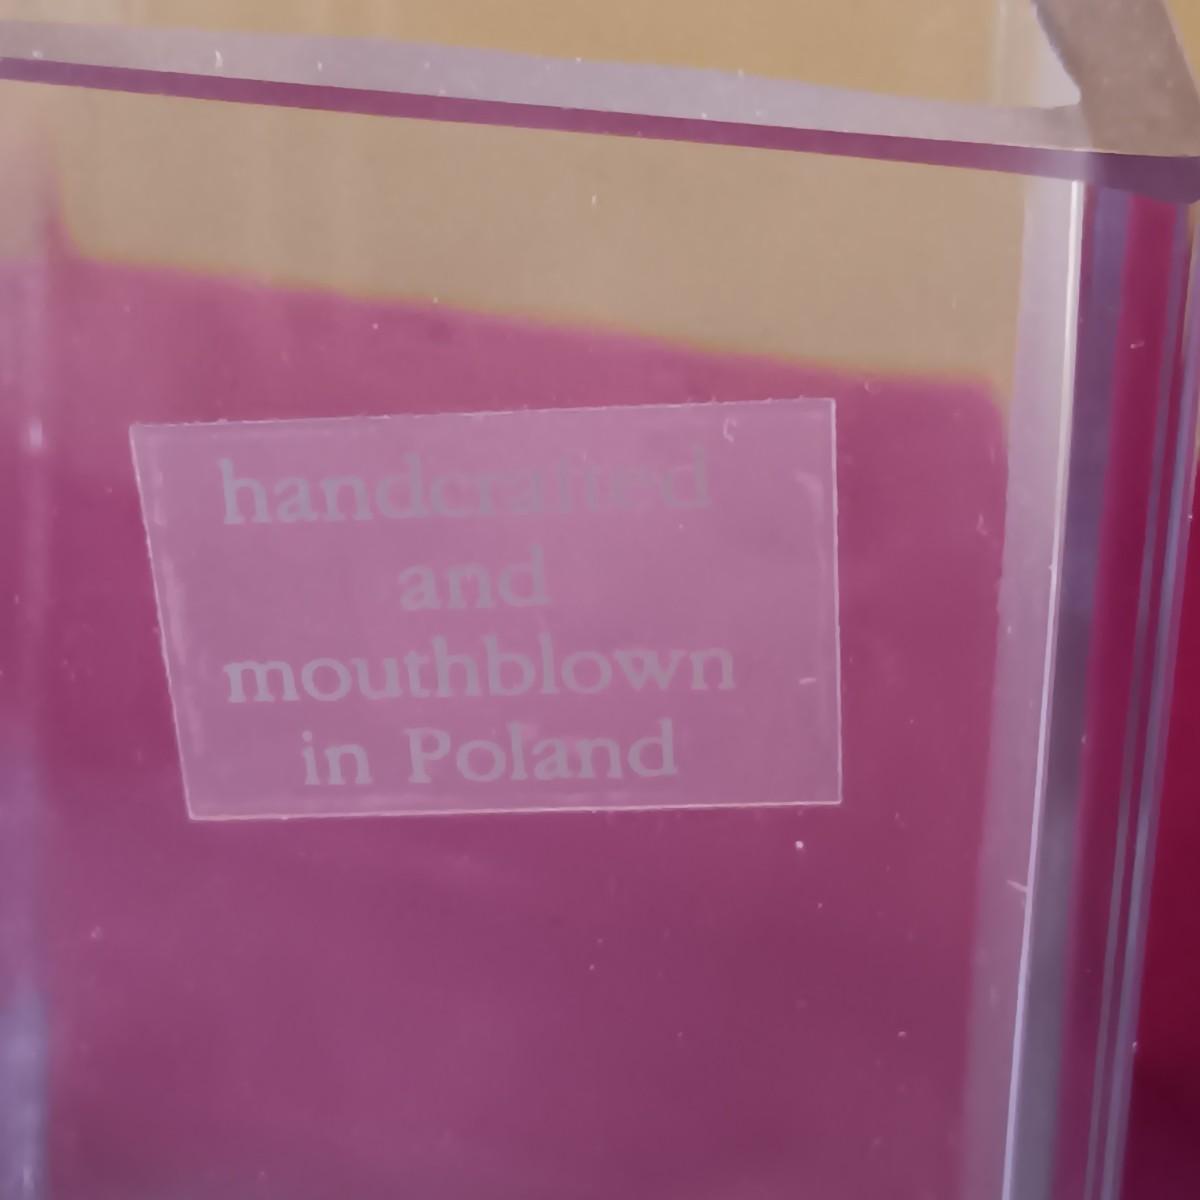 handcrafted
and
mouthblown
in Poland